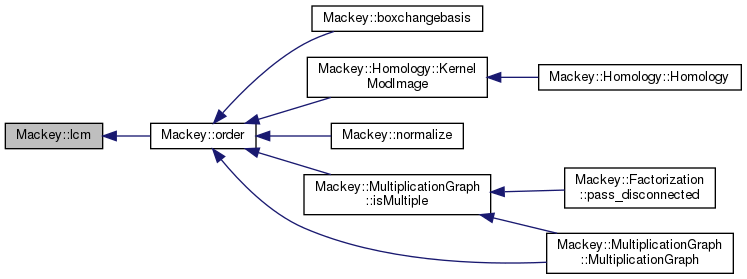 Mackey::lcm
Mackey::order
Mackey::boxchangebasis
Mackey::Homology::Kernel
ModImage
Mackey::Homology::Homology
Mackey::normalize
Mackey::MultiplicationGraph
::isMultiple
Mackey::Factorization
::pass_disconnected
Mackey::MultiplicationGraph
::MultiplicationGraph